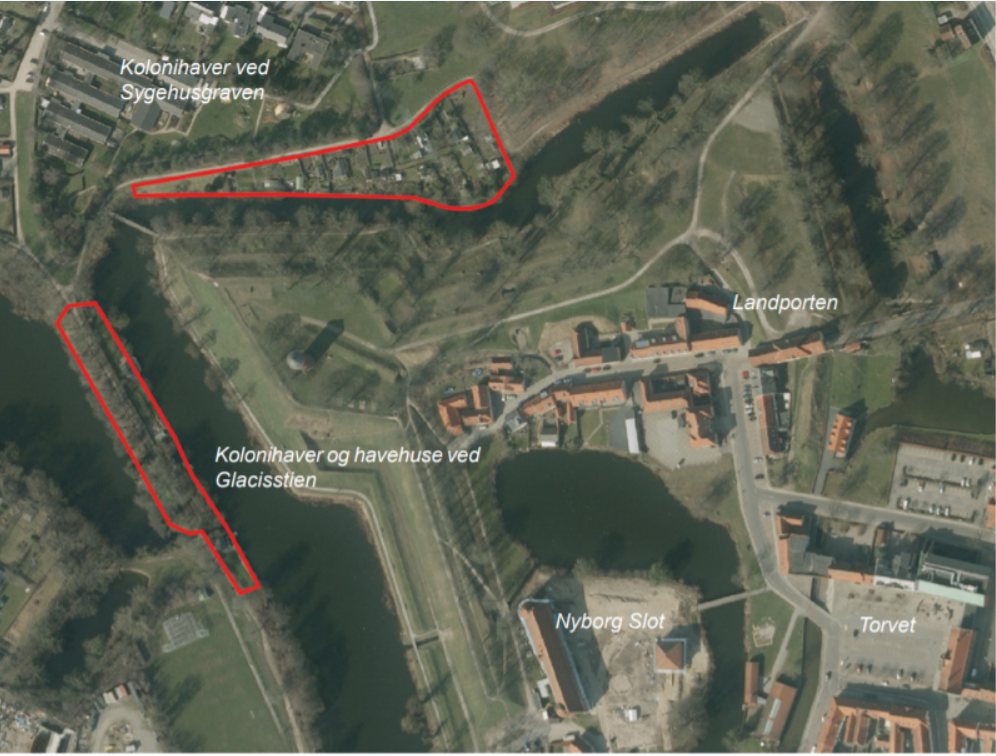 Kolonihaver ved
Sygehusgraven
Landporten
Kolonihaver og havehuse ved
Glacisstien
Nyborg Slot
Torvet